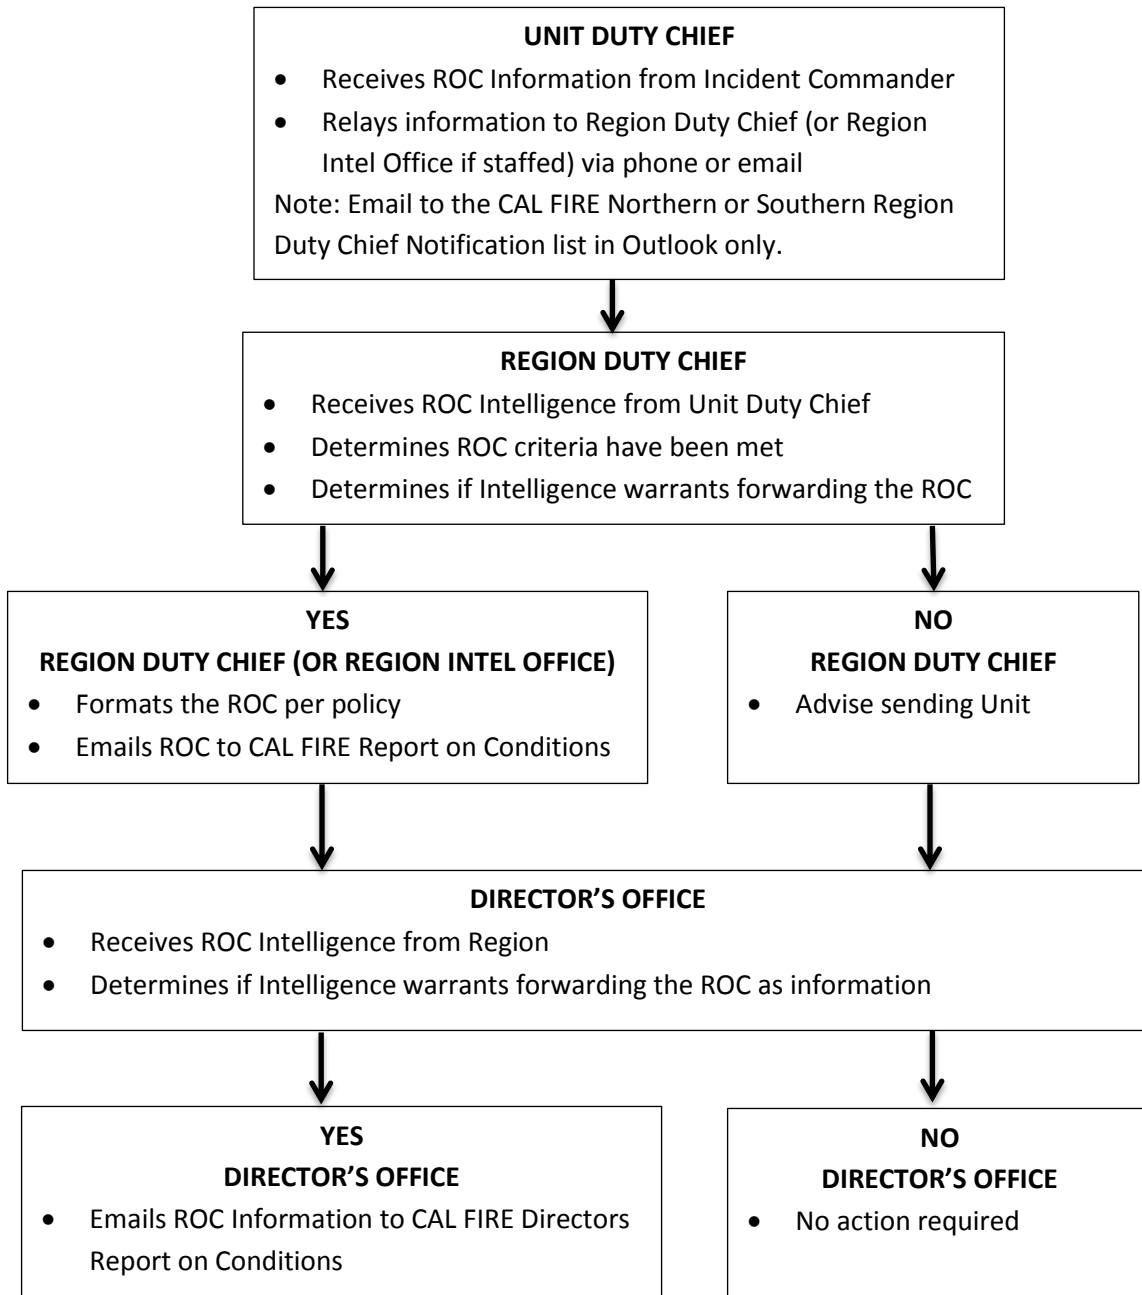 UNIT DUTY CHIEF
• Receives ROC Information from Incident Commander
• Relays information to Region Duty Chief (or Region
Intel Office if staffed) via phone or email
Note: Email to the CAL FIRE Northern or Southern Region
Duty Chief Notification list in Outlook only.
REGION DUTY CHIEF
• Receives ROC Intelligence from Unit Duty Chief
• Determines ROC criteria have been met
• Determines if Intelligence warrants forwarding the ROC
YES
REGION DUTY CHIEF (OR REGION INTEL OFFICE)
• Formats the ROC per policy
• Emails ROC to CAL FIRE Report on Conditions
NO
REGION DUTY CHIEF
• Advise sending Unit
DIRECTOR’S OFFICE
• Receives ROC Intelligence from Region
• Determines if Intelligence warrants forwarding the ROC as information
YES
DIRECTOR’S OFFICE
• Emails ROC Information to CAL FIRE Directors
Report on Conditions
NO
DIRECTOR’S OFFICE
• No action required